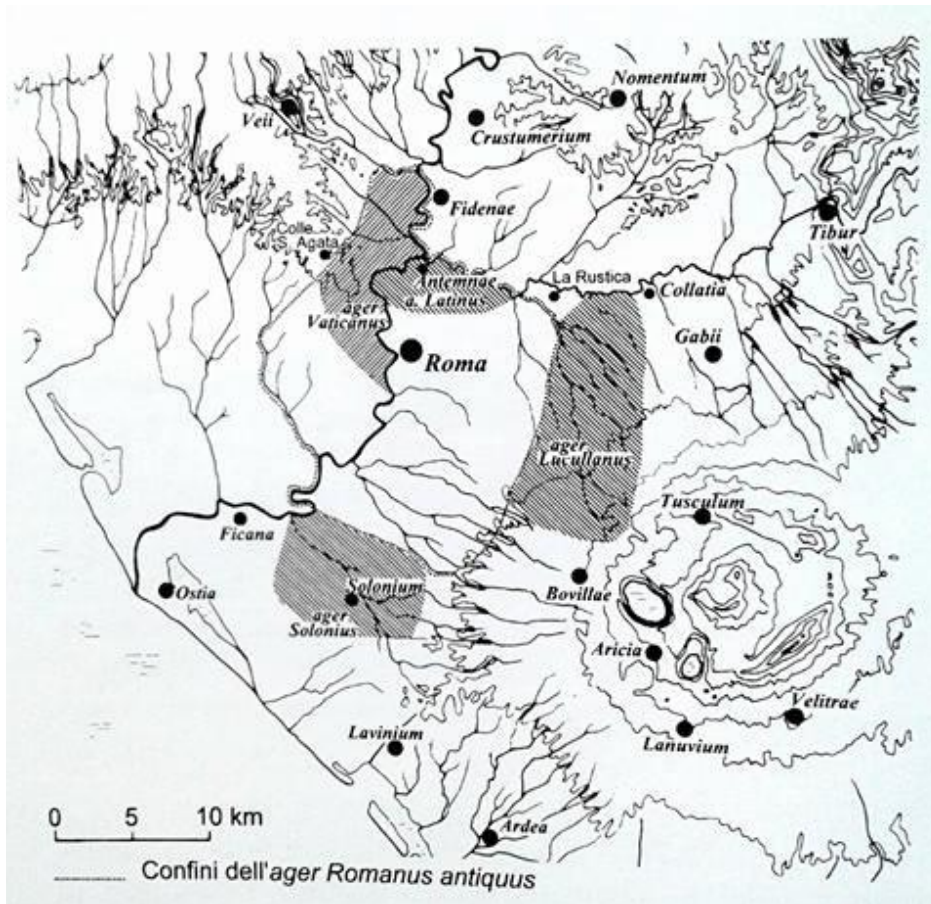 Nomentum
Veii
Crustumerium
Fidenae
Tibur
Colle
S. Agata
Antemnae
a. Latinus
La Rustica
Collatia
ager
Vaticanus
Roma
Gabii
ager
Lucullanus
Tusculum
Ficana
Ostia
Solonium
ager
Solonius
Bovillae
Aricia
Velitrae
Lanuvium
Lavinium
Ardea
0 5 10 km
Confini dell'ager Romanus antiquus